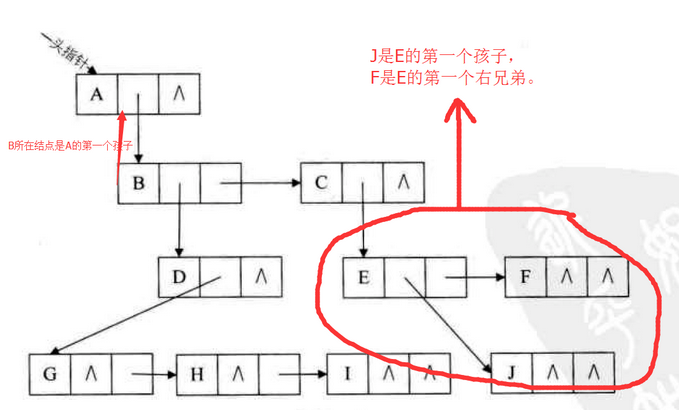 头指针
J是E的第一个孩子，
F是E的第一个右兄弟。
A ∧
B所在结点是A的第一个孩子
B C ∧
D ∧ E F ∧ ∧
G ∧ H ∧ I ∧ ∧ J ∧ ∧